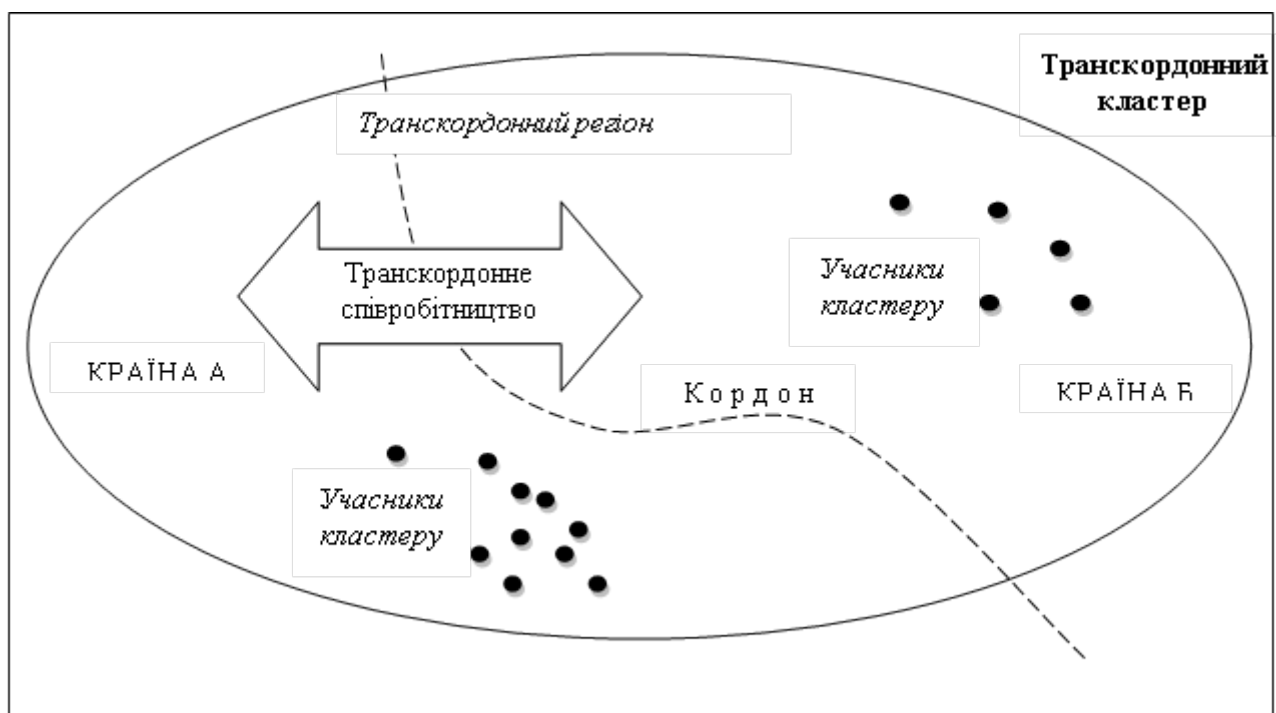 Транскордонний
кластер
Транскордонний регіон
Транскордонне
співробітництво
Учасники
кластеру
КРАЇНА А
Кордон
КРАЇНА Б
Учасники
кластеру